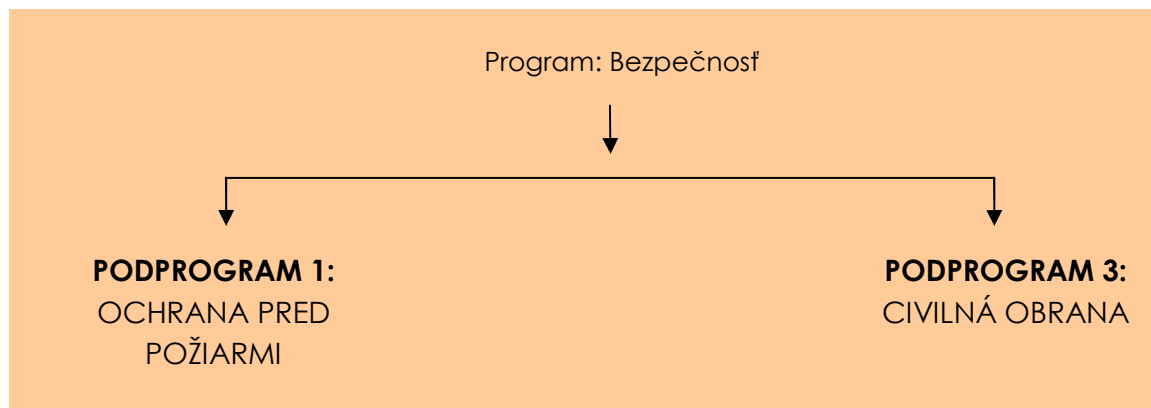 Program: Bezpečnosť
PODPROGRAM 1:
OCHRANA PRED
POŽIARMI
PODPROGRAM 3:
CIVILNÁ OBRANA